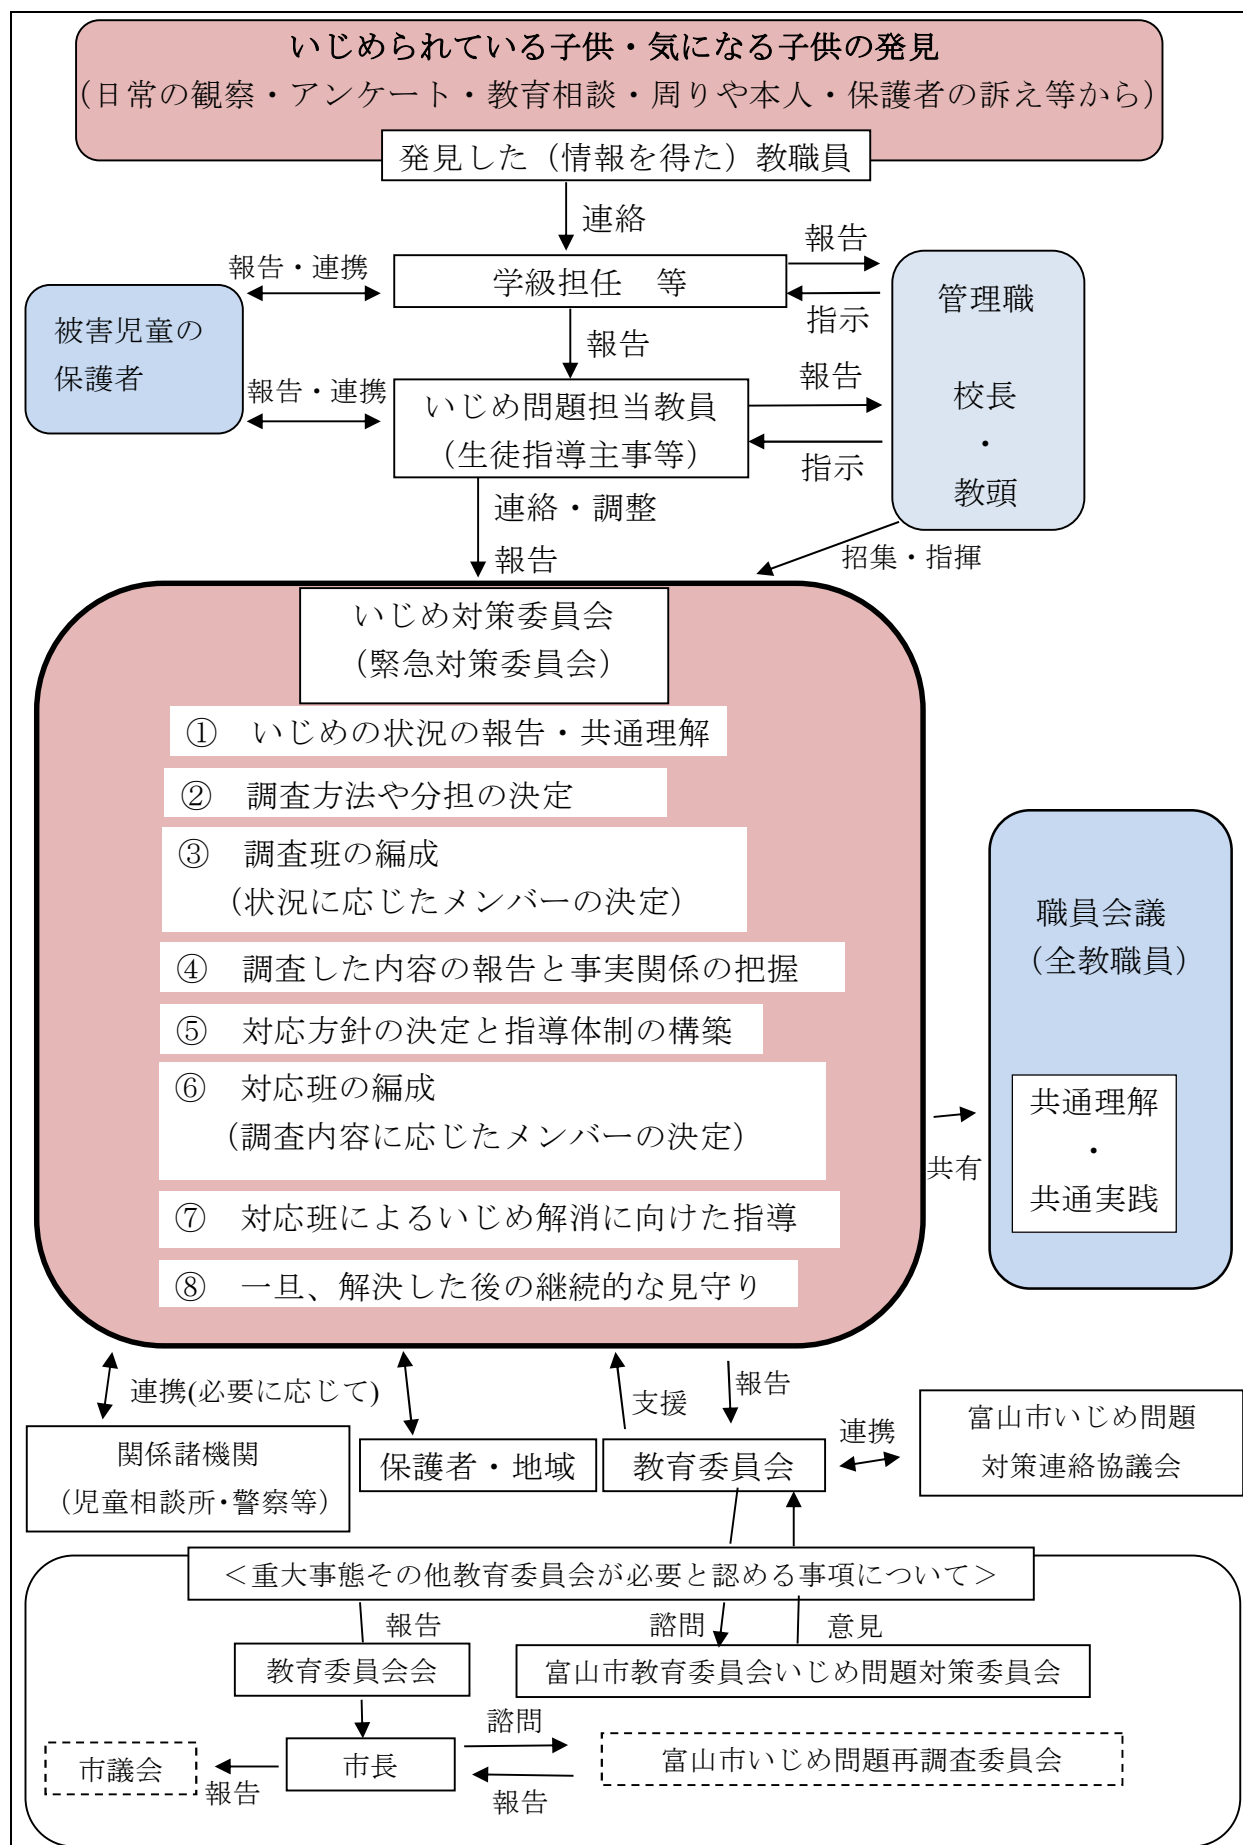 いじめられている子供・気になる子供の発見
（日常の観察・アンケート・教育相談・周りや本人・保護者の訴え等から）
発見した（情報を得た）教職員
連絡
報告
報告・連携
学級担任　等
管理職
指示
被害児童の
保護者
報告
報告
報告・連携
いじめ問題担当教員
（生徒指導主事等）
校長
・
教頭
指示
連絡・調整
報告
招集・指揮
いじめ対策委員会
（緊急対策委員会）
①　いじめの状況の報告・共通理解
②　調査方法や分担の決定
③　調査班の編成
（状況に応じたメンバーの決定）
④　調査した内容の報告と事実関係の把握
⑤　対応方針の決定と指導体制の構築
⑥　対応班の編成
（調査内容に応じたメンバーの決定）
⑦　対応班によるいじめ解消に向けた指導
⑧　一旦、解決した後の継続的な見守り
職員会議
（全教職員）
共通理解
・
共通実践
共有
連携(必要に応じて)
支援
報告
関係諸機関
（児童相談所・警察等）
保護者・地域
教育委員会
連携
富山市いじめ問題
対策連絡協議会
＜重大事態その他教育委員会が必要と認める事項について＞
報告
諮問
意見
教育委員会会
富山市教育委員会いじめ問題対策委員会
諮問
市議会
報告
市長
富山市いじめ問題再調査委員会
報告